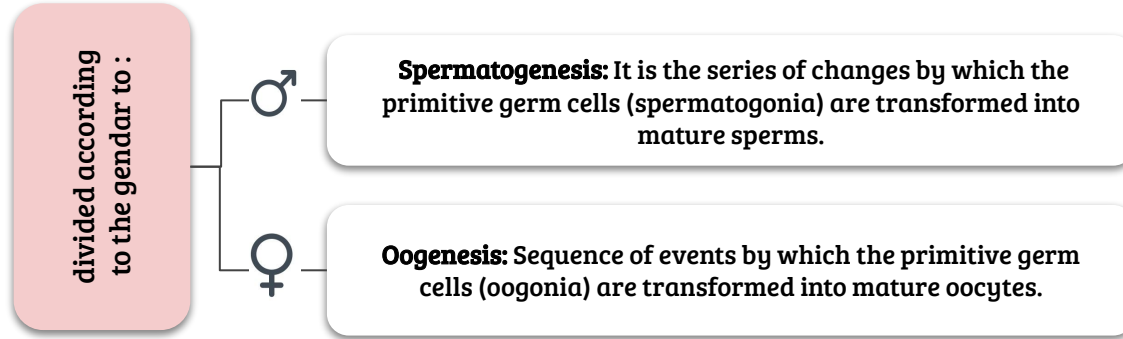 divided according
to the gendar to :
Spermatogenesis: It is the series of changes by which the
primitive germ cells (spermatogonia) are transformed into
mature sperms.
Oogenesis: Sequence of events by which the primitive germ
cells (oogonia) are transformed into mature oocytes.